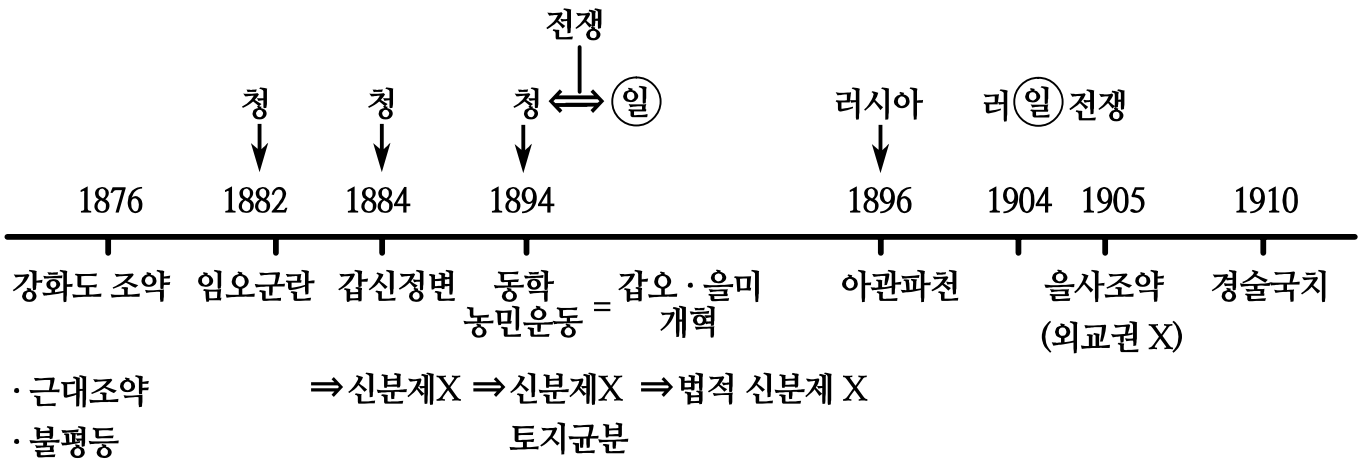 전쟁
청 청 청 ⇔ 일 러시아 러일 전쟁
1876 1882 1884 1894 1896 1904 1905 1910
강화도 조약 임오군란 갑신정변 동학 갑오 · 을미 아관파천 을사조약 경술국치
농민운동 = 개혁 (외교권 X)
· 근대조약 ⇒ 신분제X ⇒ 신분제X ⇒ 법적 신분제 X
· 불평등 토지균분